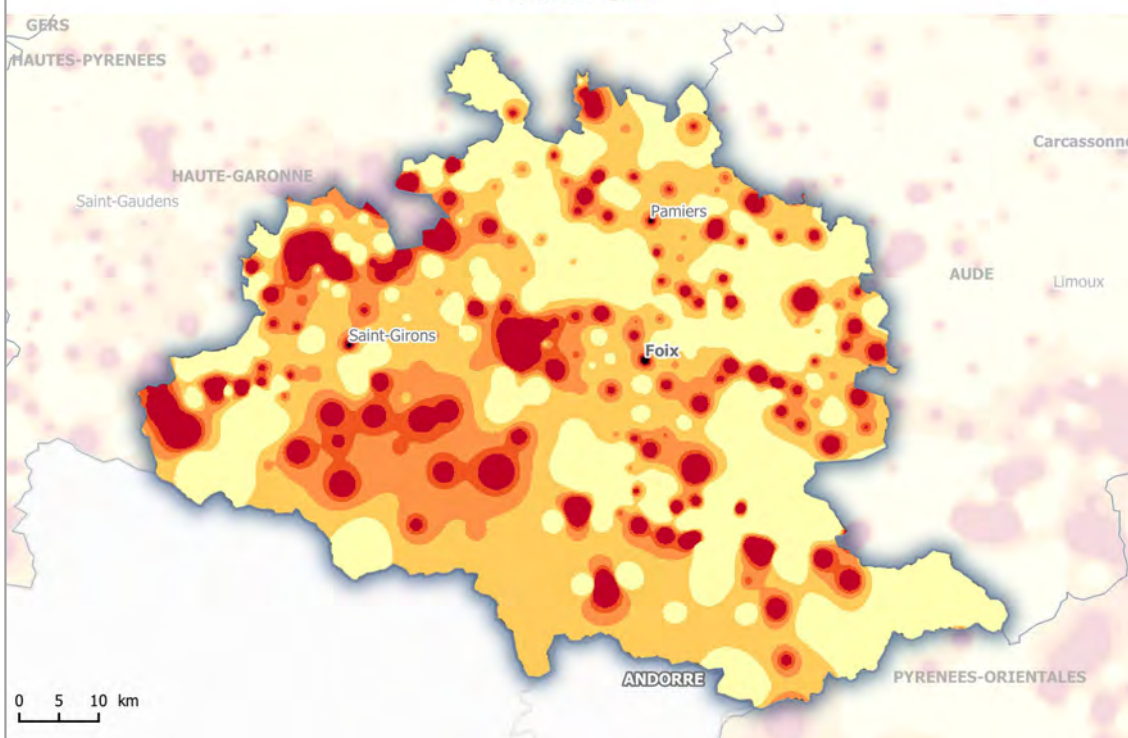 GERS
HAUTES-PYRENEES
Carcassonne
HAUTE-GARONNE
Saint-Gaudens
Pamiers
AUDE
Limoux
Saint-Girons
Foix
ANDORRE
PYRENEES-ORIENTALES
0 5 10 km